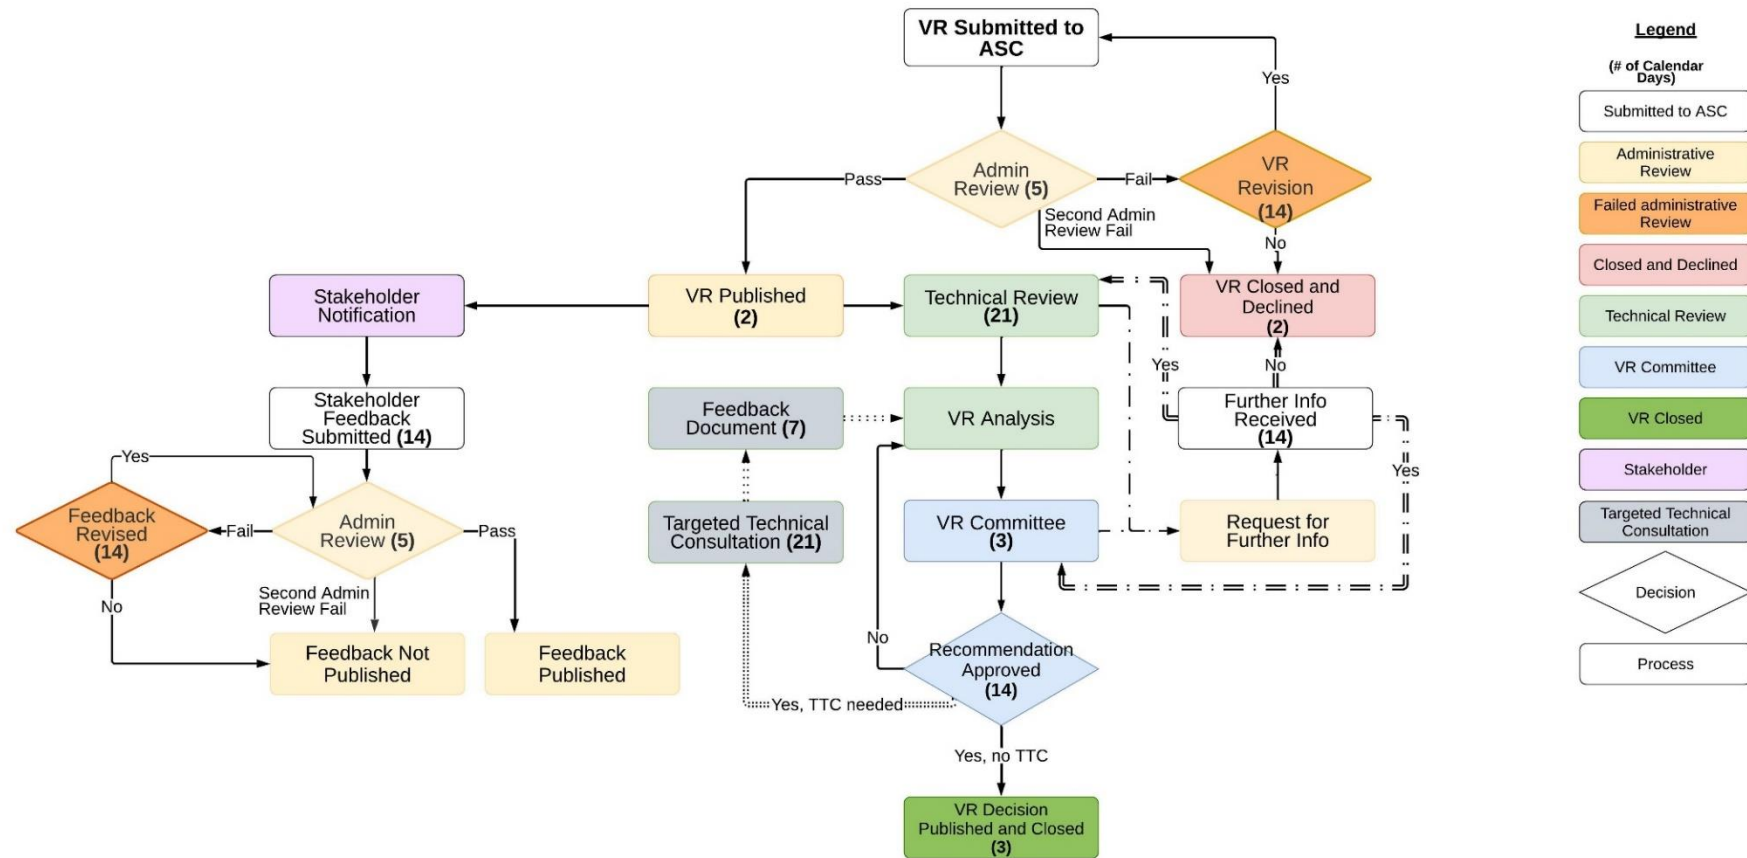 VR Submitted to
ASC
Yes
Admin
Review (5)
Pass
Fail
VR
Revision
(14)
Second Admin
Review Fail
No
Stakeholder
Notification
VR Published
(2)
Technical Review
(21)
VR Closed and
Declined
(2)
Yes
No
Stakeholder
Feedback
Submitted (14)
Feedback
Document (7)
VR Analysis
Further Info
Received
(14)
Yes
Yes
Feedback
Revised
(14)
Fail
Admin
Review (5)
Pass
Targeted Technical
Consultation (21)
VR Committee
(3)
Request for
Further Info
No
Second Admin
Review Fail
Feedback Not
Published
Feedback
Published
No
Recommendation
Approved
(14)
Yes, TTC needed
Yes, no TTC
VR Decision
Published and Closed
(3)
Legend
(# of Calendar
Days)
Submitted to ASC
Administrative
Review
Failed administrative
Review
Closed and Declined
Technical Review
VR Committee
VR Closed
Stakeholder
Targeted Technical
Consultation
Decision
Process